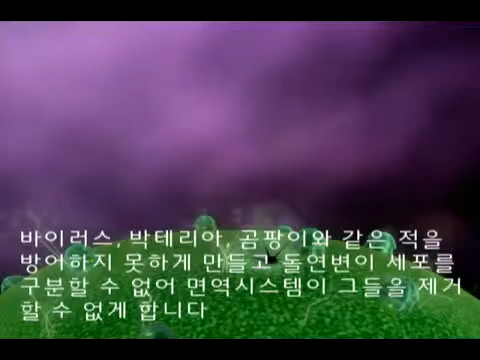 바이러스, 박테리아, 곰팡이와 같은 적을
방어하지 못하게 만들고 돌연변이 세포를
구분할 수 없어 면역시스템이 그들을 제거
할 수 없게 합니다